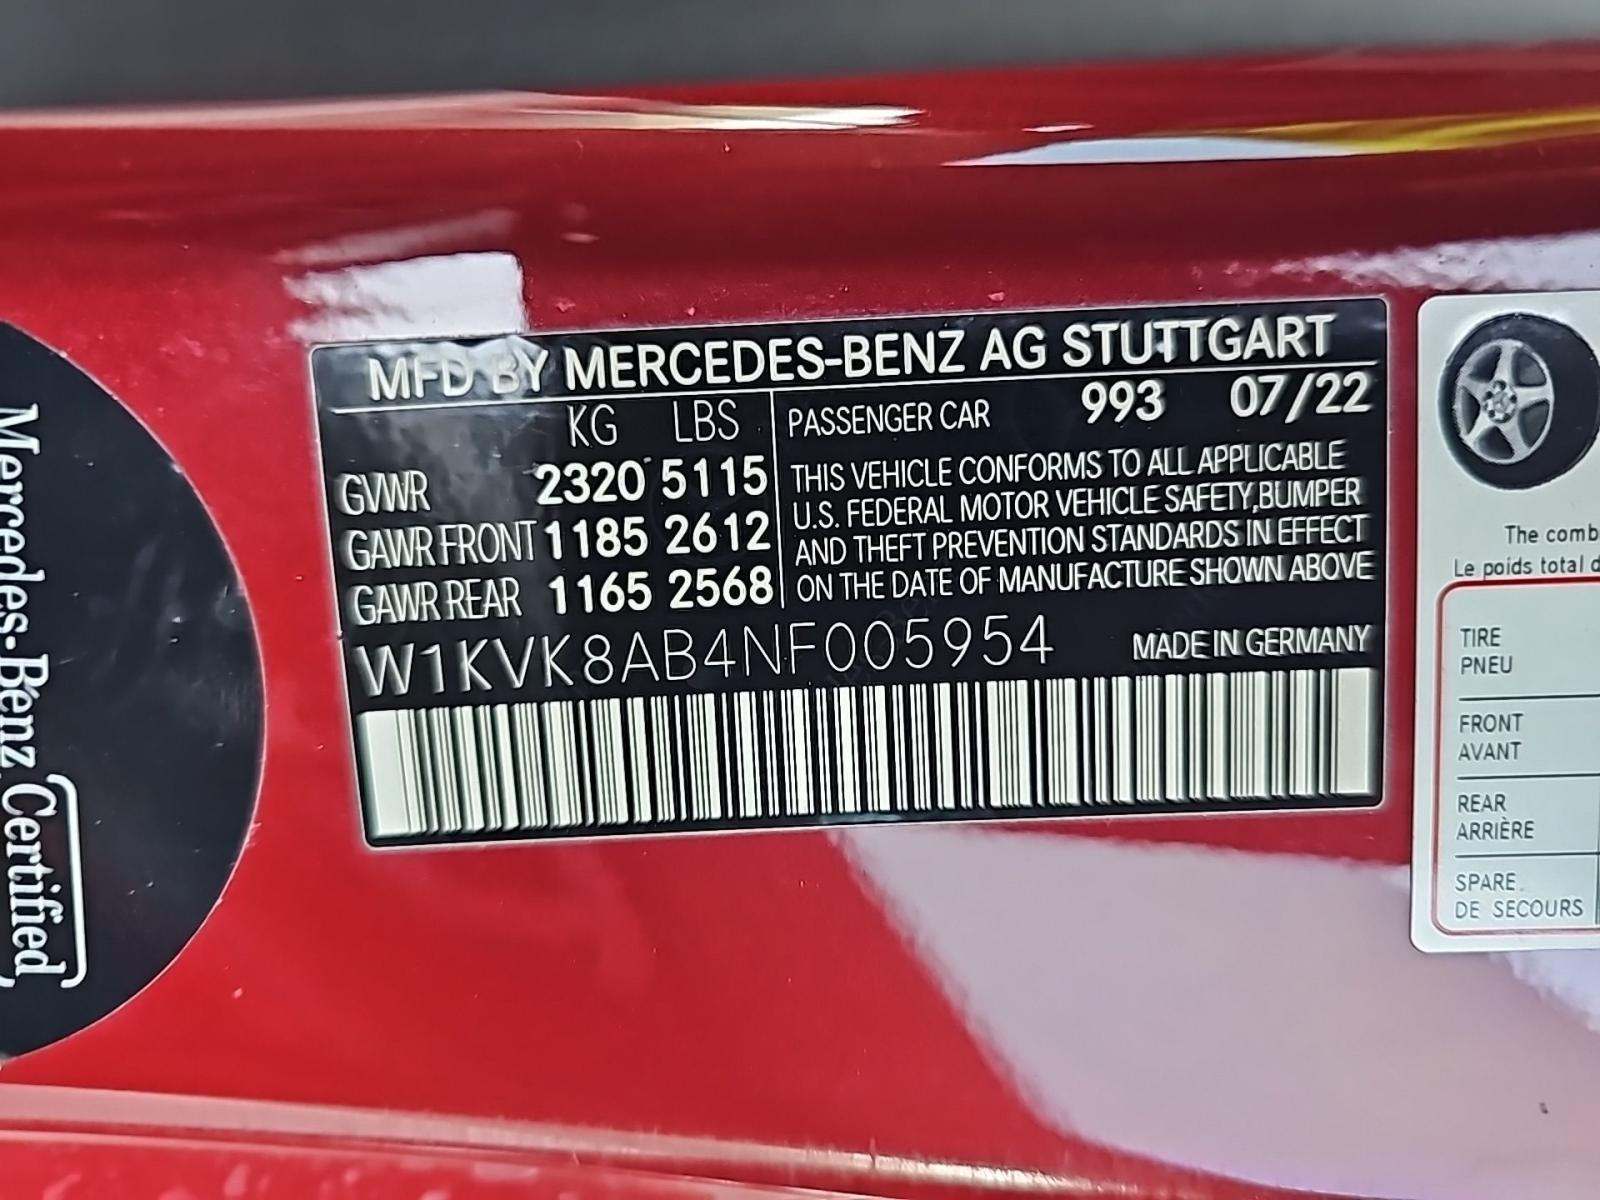 MFD BY MERCEDES-BENZ AG STUTTGART
KG LBS
GVWR 2320 5115
GAWR FRONT 1185 2612
GAWR REAR 1165 2568
PASSENGER CAR 993 07/22
THIS VEHICLE CONFORMS TO ALL APPLICABLE
U.S. FEDERAL MOTOR VEHICLE SAFETY,BUMPER
AND THEFT PREVENTION STANDARDS IN EFFECT
ON THE DATE OF MANUFACTURE SHOWN ABOVE
W1KVK8AB4NF005954 MADE IN GERMANY
Mercedes-Benz
Certified
The comb
Le poids total d
TIRE
PNEU
FRONT
AVANT
REAR
ARRIÈRE
SPARE
DE SECOURS